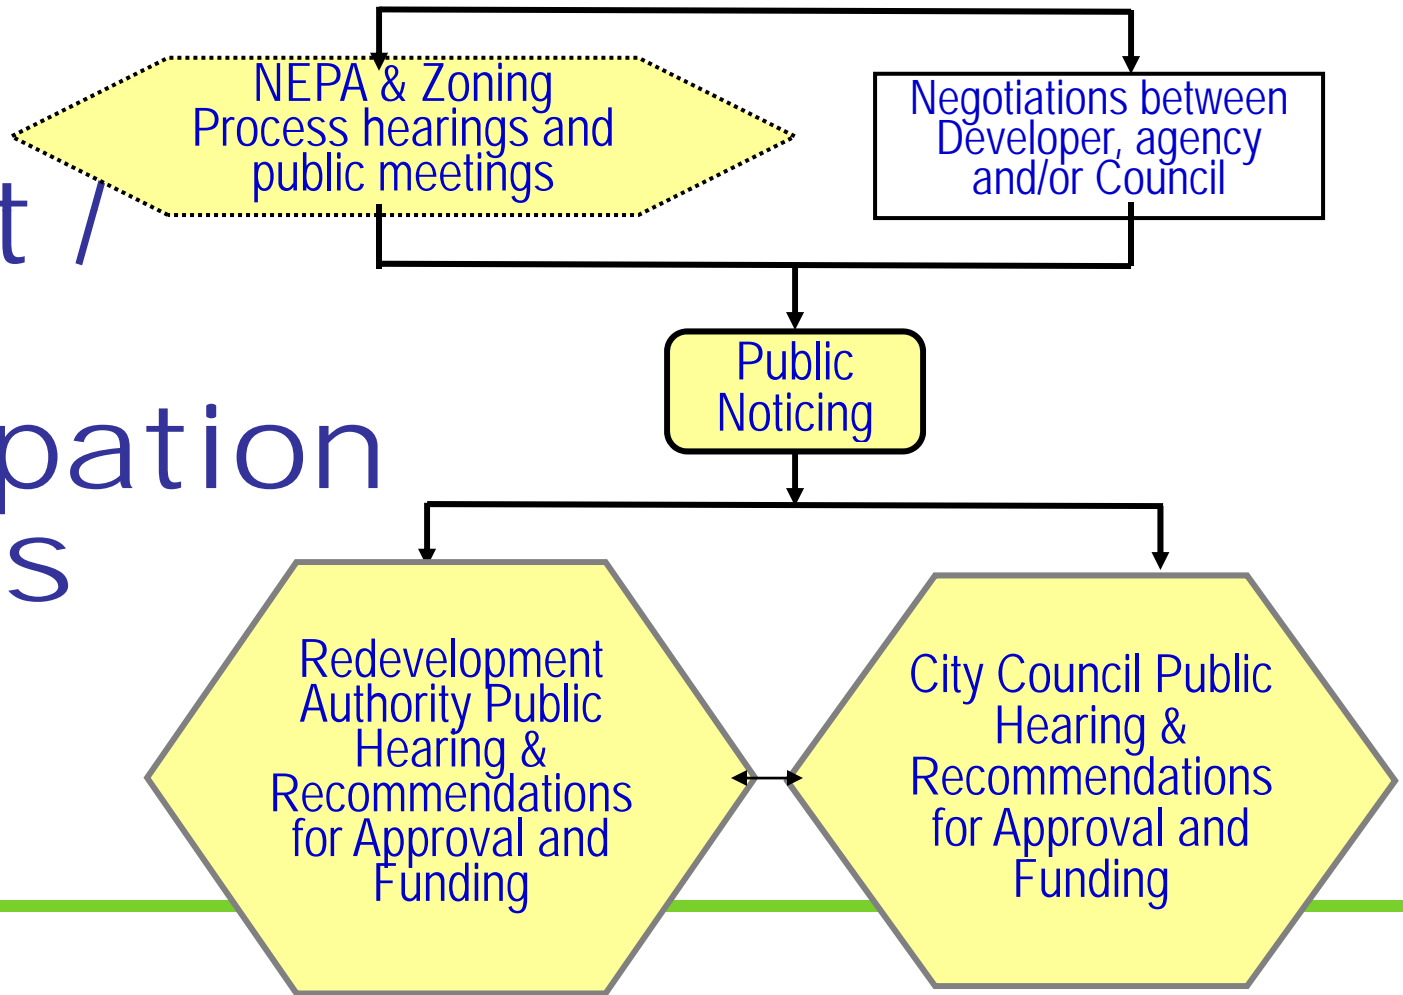 NEPA & Zoning
Process hearings and
public meetings
Negotiations between
Developer, agency
and/or Council
t /
Public
Noticing
pation
s
Redevelopment
Authority Public
Hearing &
Recommendations
for Approval and
Funding
City Council Public
Hearing &
Recommendations
for Approval and
Funding